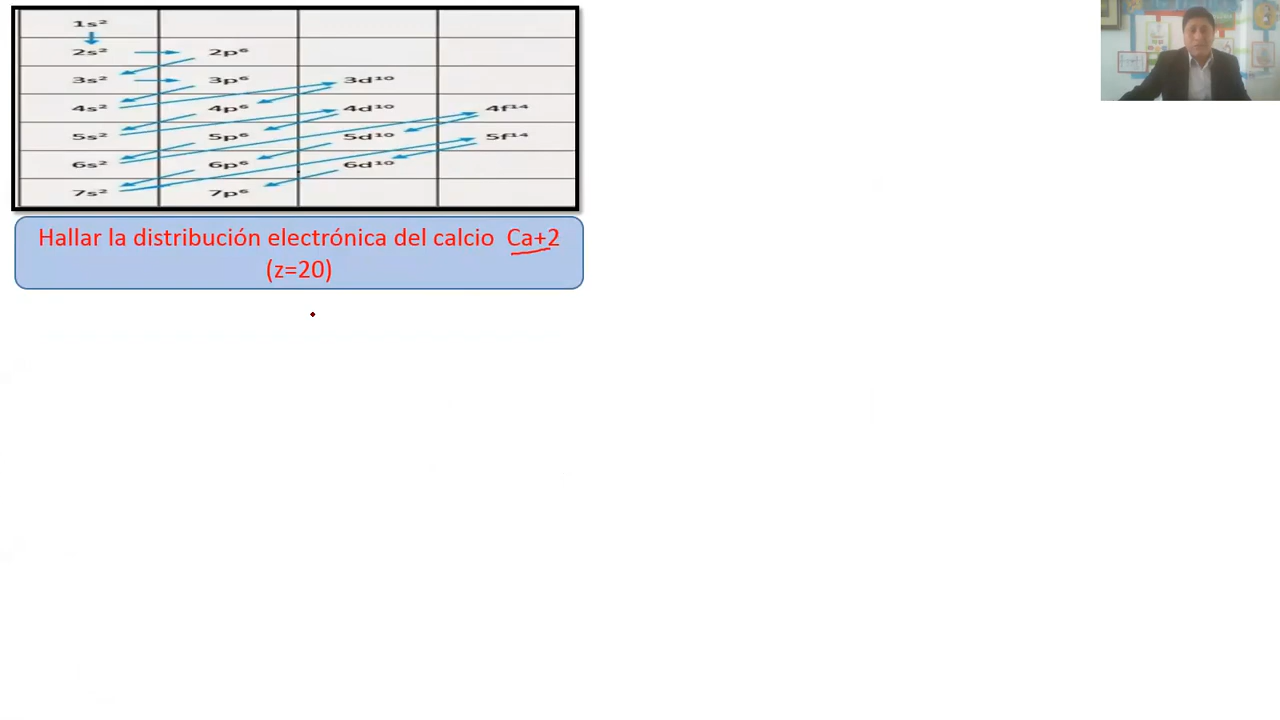 1s²
2s² 2p⁶
3s² 3p⁶ 3d¹⁰
4s² 4p⁶ 4d¹⁰ 4f¹⁴
5s² 5p⁶ 5d¹⁰ 5f¹⁴
6s² 6p⁶ 6d¹⁰
7s² 7p⁶
Hallar la distribución electrónica del calcio Ca+2
(z=20)